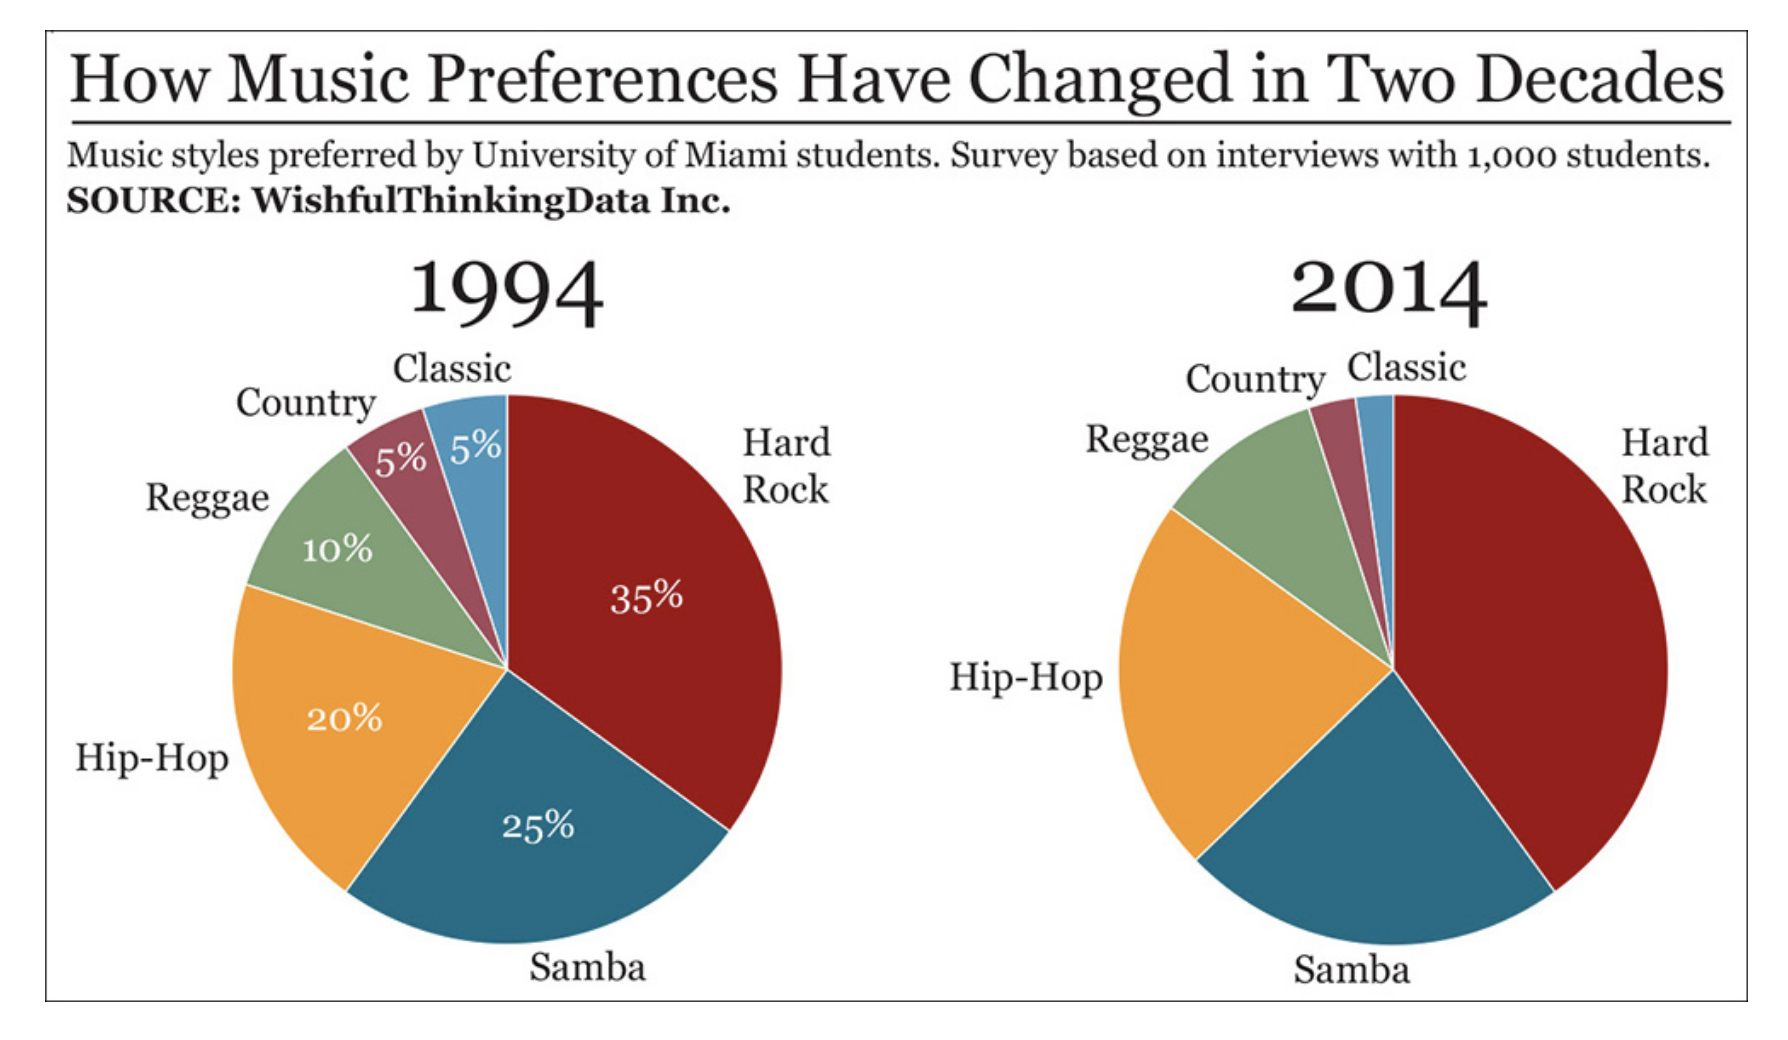 How Music Preferences Have Changed in Two Decades
Music styles preferred by University of Miami students. Survey based on interviews with 1,000 students.
SOURCE: WishfulThinkingData Inc.
1994
Classic
Country
Hard
Rock
Reggae
5%
5%
10%
35%
20%
Hip-Hop
25%
Samba
2014
Classic
Country
Reggae
Hard
Rock
Hip-Hop
Samba